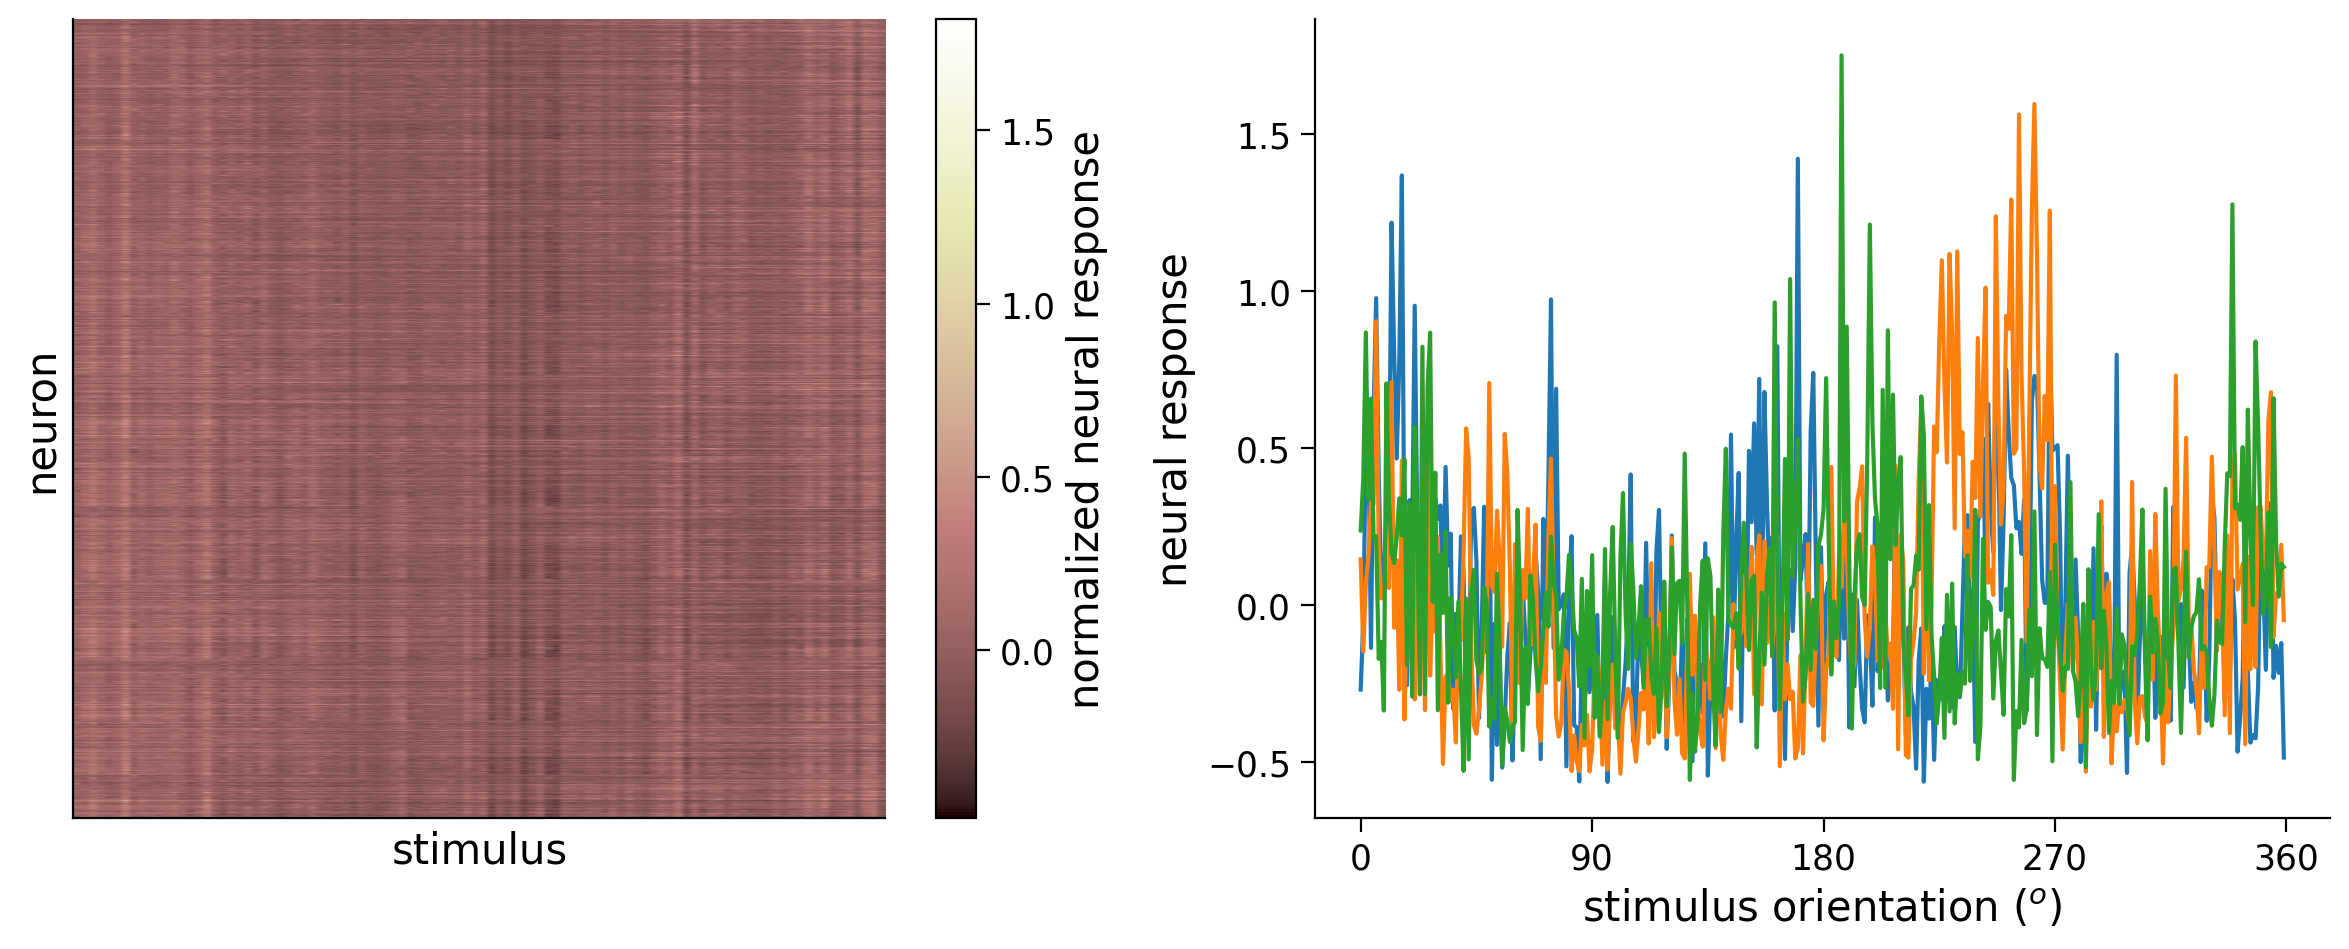 neuron
stimulus
1.5
1.0
0.5
0.0
normalized neural response
neural response
1.5
1.0
0.5
0.0
−0.5
0 90 180 270 360
stimulus orientation (o)